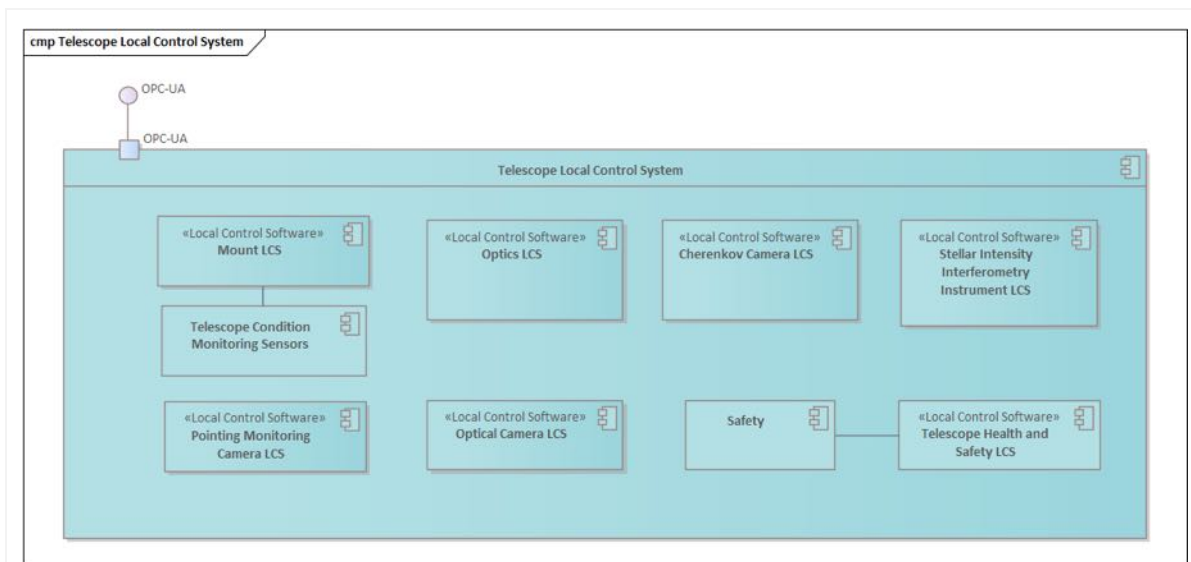 cmp Telescope Local Control System
OPC-UA
OPC-UA
Telescope Local Control System
«Local Control Software»
Mount LCS
«Local Control Software»
Optics LCS
«Local Control Software»
Cherenkov Camera LCS
«Local Control Software»
Stellar Intensity
Interferometry
Instrument LCS
Telescope Condition
Monitoring Sensors
«Local Control Software»
Pointing Monitoring
Camera LCS
«Local Control Software»
Optical Camera LCS
Safety
«Local Control Software»
Telescope Health and
Safety LCS